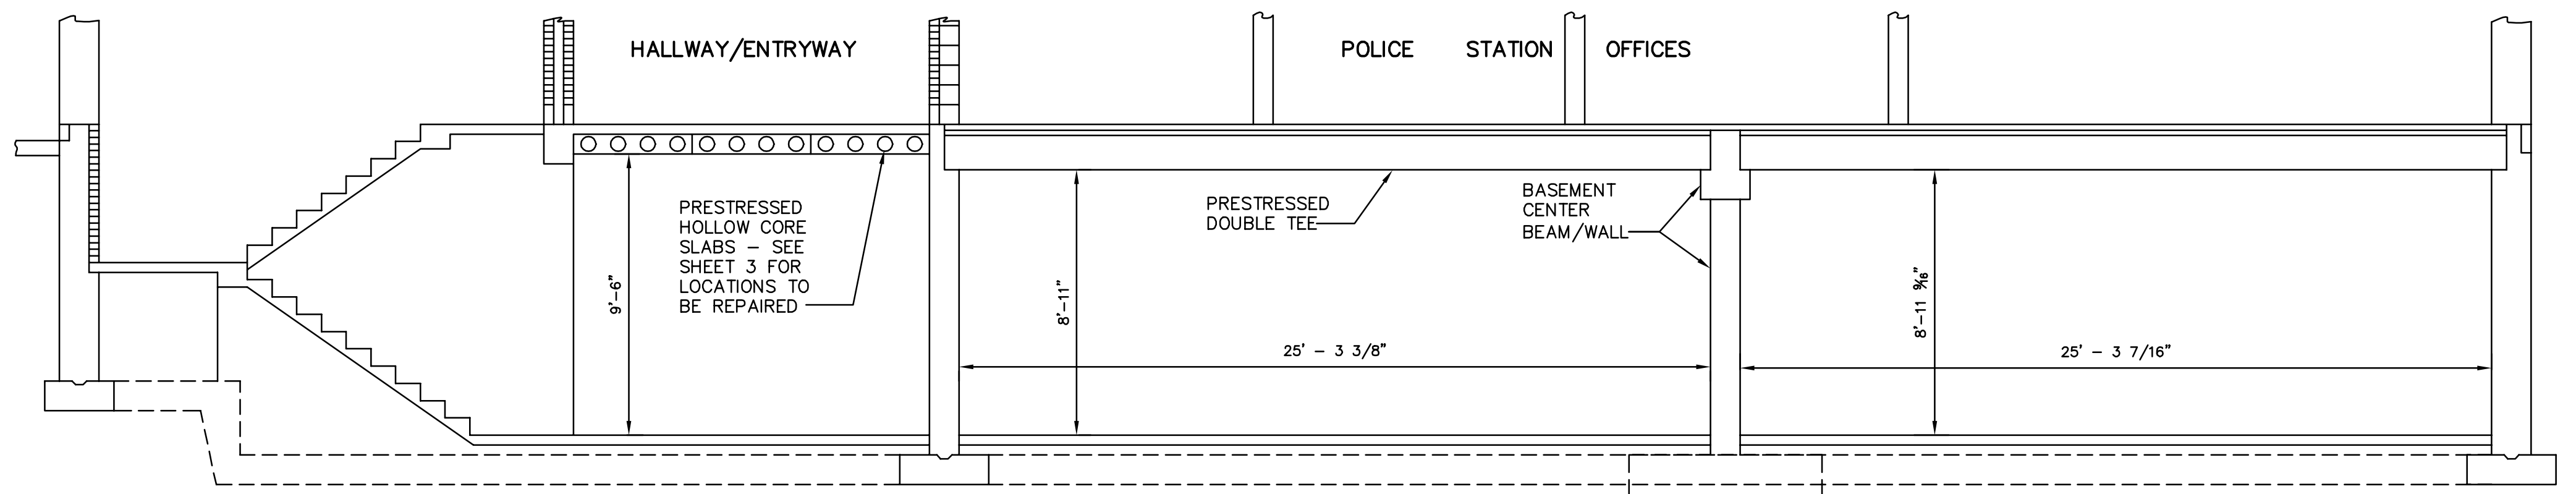 HALLWAY/ENTRYWAY
POLICE STATION OFFICES
PRESTRESSED
HOLLOW CORE
SLABS – SEE
SHEET 3 FOR
LOCATIONS TO
BE REPAIRED
9'-6"
8'-11"
PRESTRESSED
DOUBLE TEE
BASEMENT
CENTER
BEAM/WALL
8'-11 9/16"
25' – 3 3/8"
25' – 3 7/16"